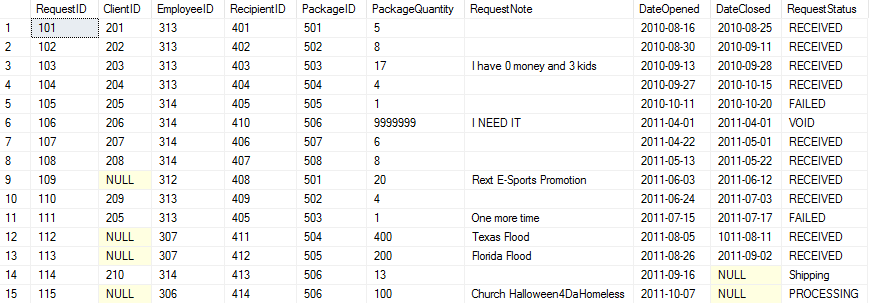 RequestID ClientID EmployeeID RecipientID PackageID PackageQuantity RequestNote DateOpened DateClosed RequestStatus
1 101 201 313 401 501 5 2010-08-16 2010-08-25 RECEIVED
2 102 202 313 402 502 8 2010-08-30 2010-09-11 RECEIVED
3 103 203 313 403 503 17 I have 0 money and 3 kids 2010-09-13 2010-09-28 RECEIVED
4 104 204 313 404 504 4 2010-09-27 2010-10-15 RECEIVED
5 105 205 314 405 505 1 2010-10-11 2010-10-20 FAILED
6 106 206 314 410 506 9999999 I NEED IT 2011-04-01 2011-04-01 VOID
7 107 207 314 406 507 6 2011-04-22 2011-05-01 RECEIVED
8 108 208 314 407 508 8 2011-05-13 2011-05-22 RECEIVED
9 109 NULL 312 408 501 20 Rext E-Sports Promotion 2011-06-03 2011-06-12 RECEIVED
10 110 209 313 409 502 4 2011-06-24 2011-07-03 RECEIVED
11 111 205 313 405 503 1 One more time 2011-07-15 2011-07-17 FAILED
12 112 NULL 307 411 504 400 Texas Flood 2011-08-05 1011-08-11 RECEIVED
13 113 NULL 307 412 505 200 Florida Flood 2011-08-26 2011-09-02 RECEIVED
14 114 210 314 413 506 13 2011-09-16 NULL Shipping
15 115 NULL 306 414 506 100 Church Halloween4DaHomeless 2011-10-07 NULL PROCESSING